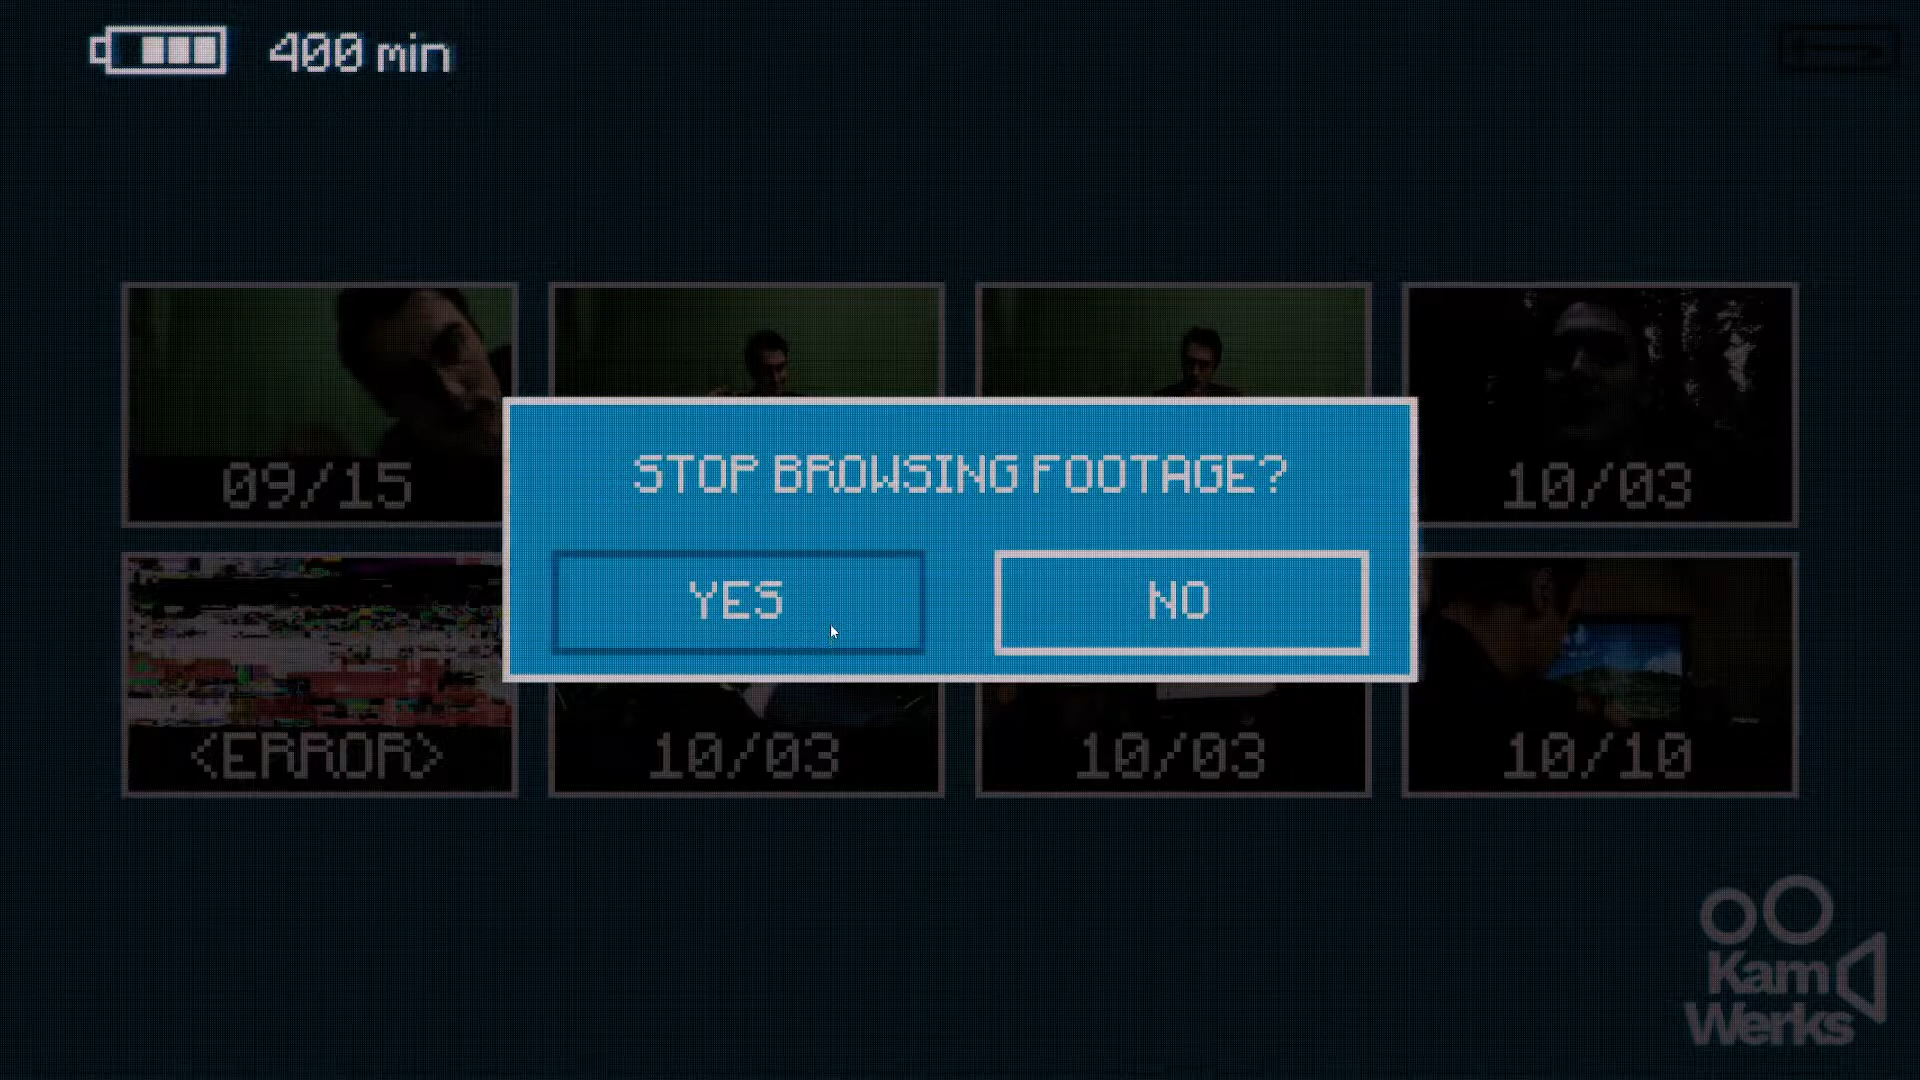 400 min
STOP BROWSING FOOTAGE?
YES
NO
09/15
10/03
<ERROR>
10/03
10/03
10/10
Kam
Werks